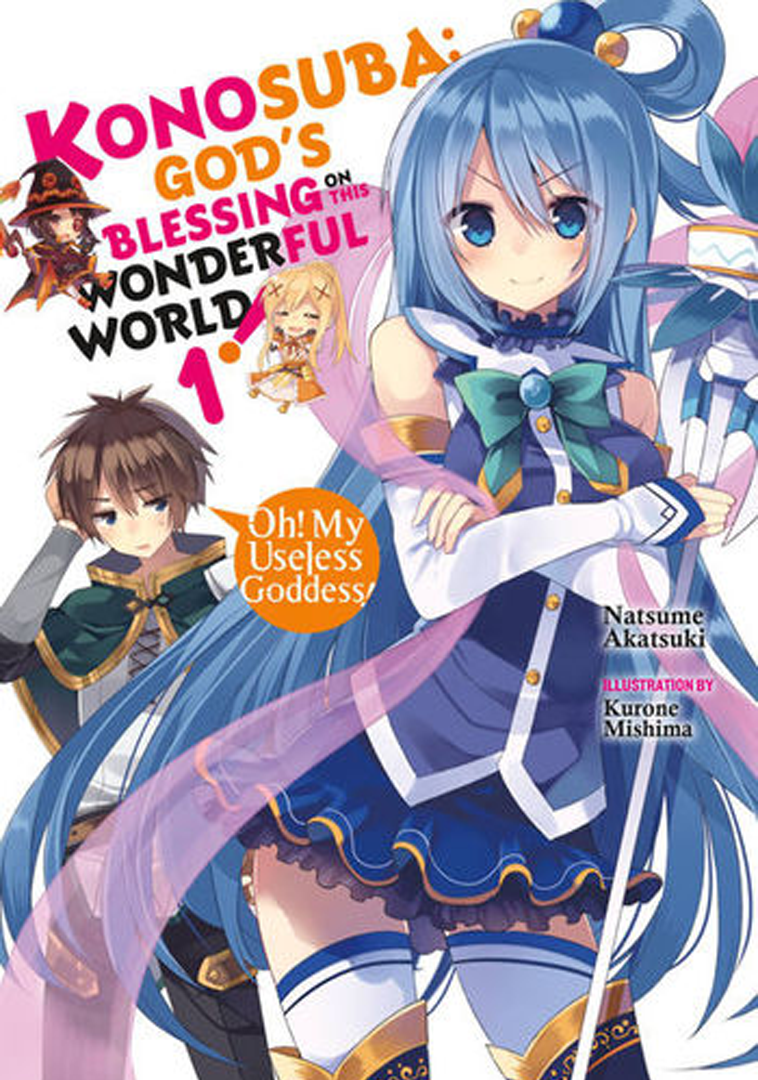 KONOSUBA:
GOD'S
BLESSING ON THIS
WONDERFUL
WORLD!
1
Oh! My
Useless
Goddess!
Natsume
Akatsuki
ILLUSTRATION BY
Kurone
Mishima